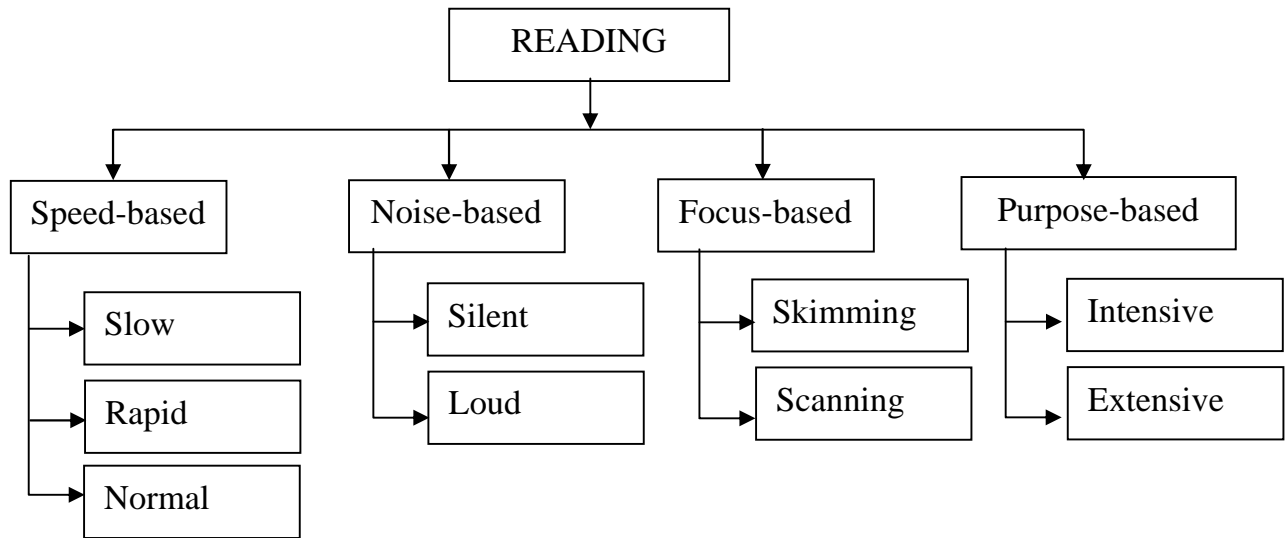 READING
Speed-based
Noise-based
Focus-based
Purpose-based
Slow
Rapid
Normal
Silent
Loud
Skimming
Scanning
Intensive
Extensive